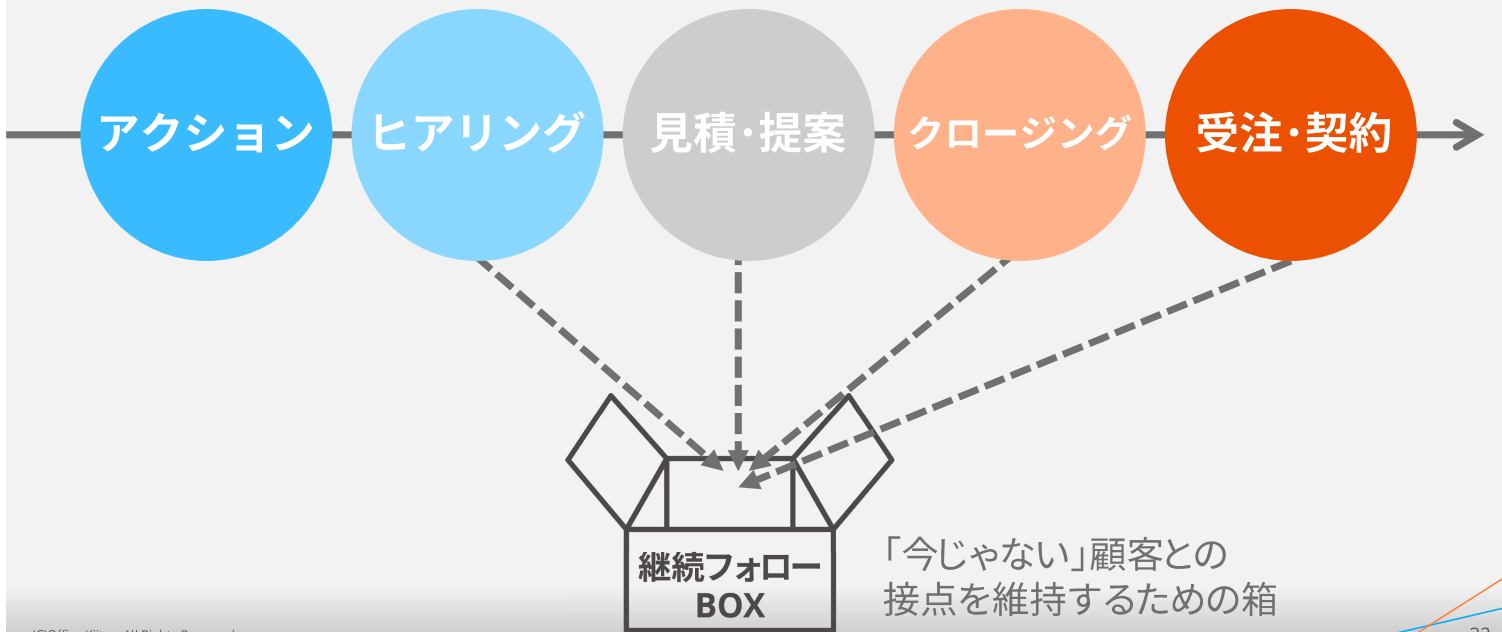 アクション
ヒアリング
見積・提案
クロージング
受注・契約
継続フォロー
BOX
「今じゃない」顧客との
接点を維持するための箱